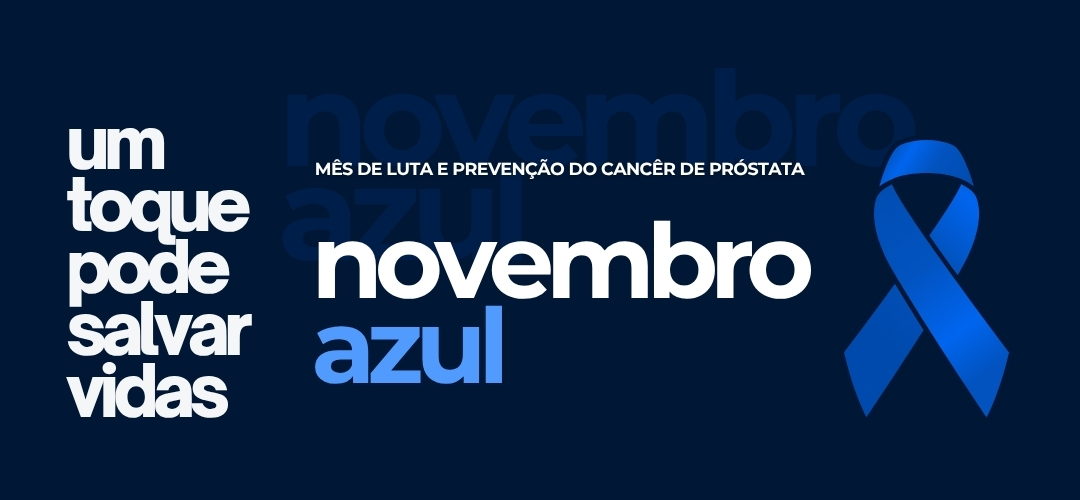 um
toque
pode
salvar
vidas
novembro
azul
MÊS DE LUTA E PREVENÇÃO DO CANCÊR DE PRÓSTATA
novembro
azul